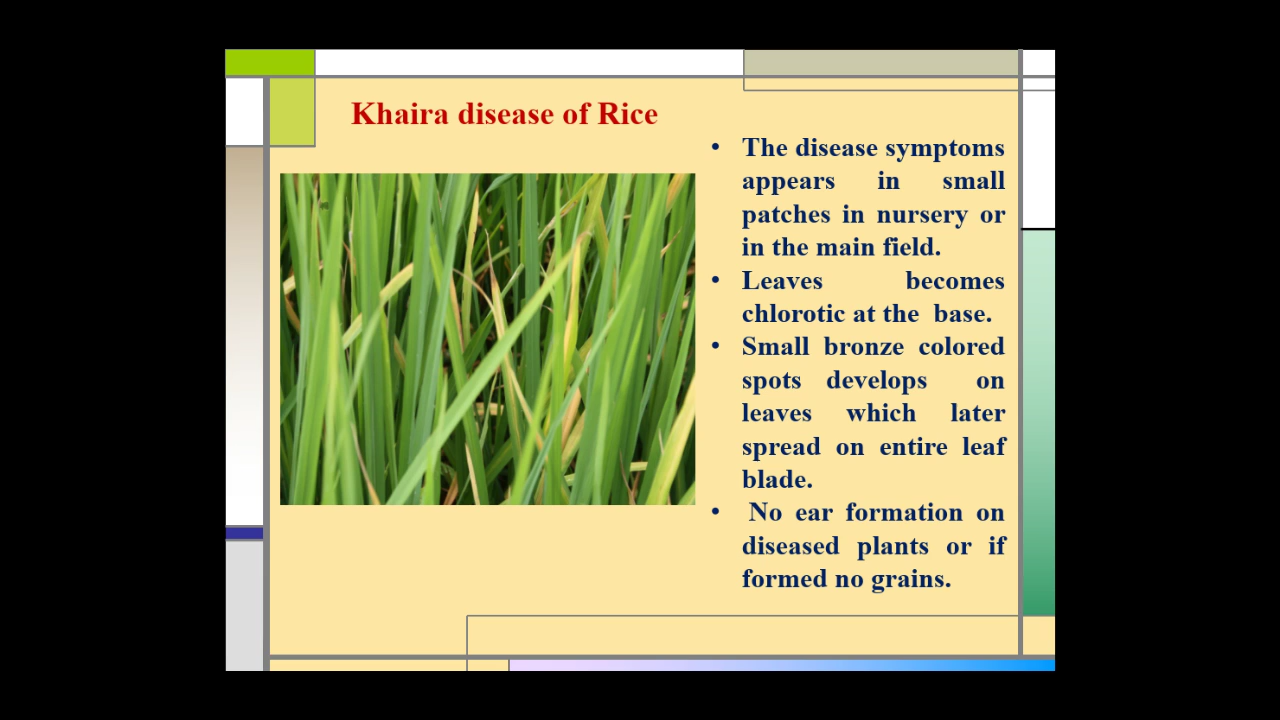 Khaira disease of Rice
• The disease symptoms
appears in small
patches in nursery or
in the main field.
• Leaves becomes
chlorotic at the base.
• Small bronze colored
spots develops on
leaves which later
spread on entire leaf
blade.
• No ear formation on
diseased plants or if
formed no grains.